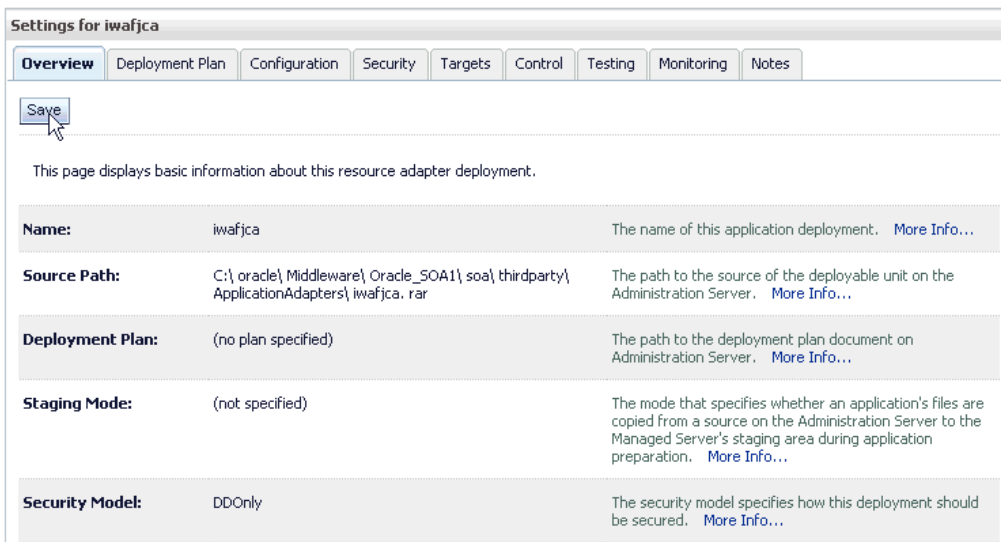 Settings for iwafjca
Overview Deployment Plan Configuration Security Targets Control Testing Monitoring Notes
Save
This page displays basic information about this resource adapter deployment.
Name: iwafjca The name of this application deployment. More Info...
Source Path: C:\ oracle\ Middleware\ Oracle_SOA1\ soa\ thirdparty\ The path to the source of the deployable unit on the
ApplicationAdapters\ iwafjca. rar Administration Server. More Info...
Deployment Plan: (no plan specified) The path to the deployment plan document on
Administration Server. More Info...
Staging Mode: (not specified) The mode that specifies whether an application's files are
copied from a source on the Administration Server to the
Managed Server's staging area during application
preparation. More Info...
Security Model: DDOnly The security model specifies how this deployment should
be secured. More Info...